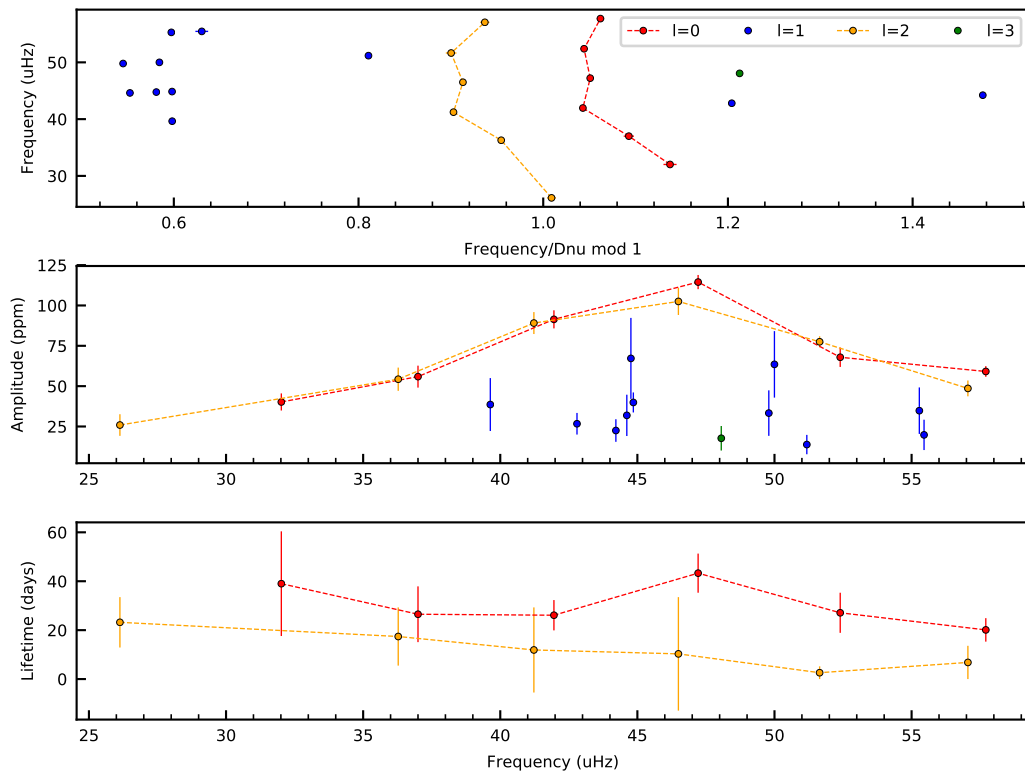 Frequency (uHz)
50
40
30
l=0 l=1 l=2 l=3
0.6 0.8 1.0 1.2 1.4
Frequency/Dnu mod 1
Amplitude (ppm)
125
100
75
50
25
25 30 35 40 45 50 55
Lifetime (days)
60
40
20
0
25 30 35 40 45 50 55
Frequency (uHz)